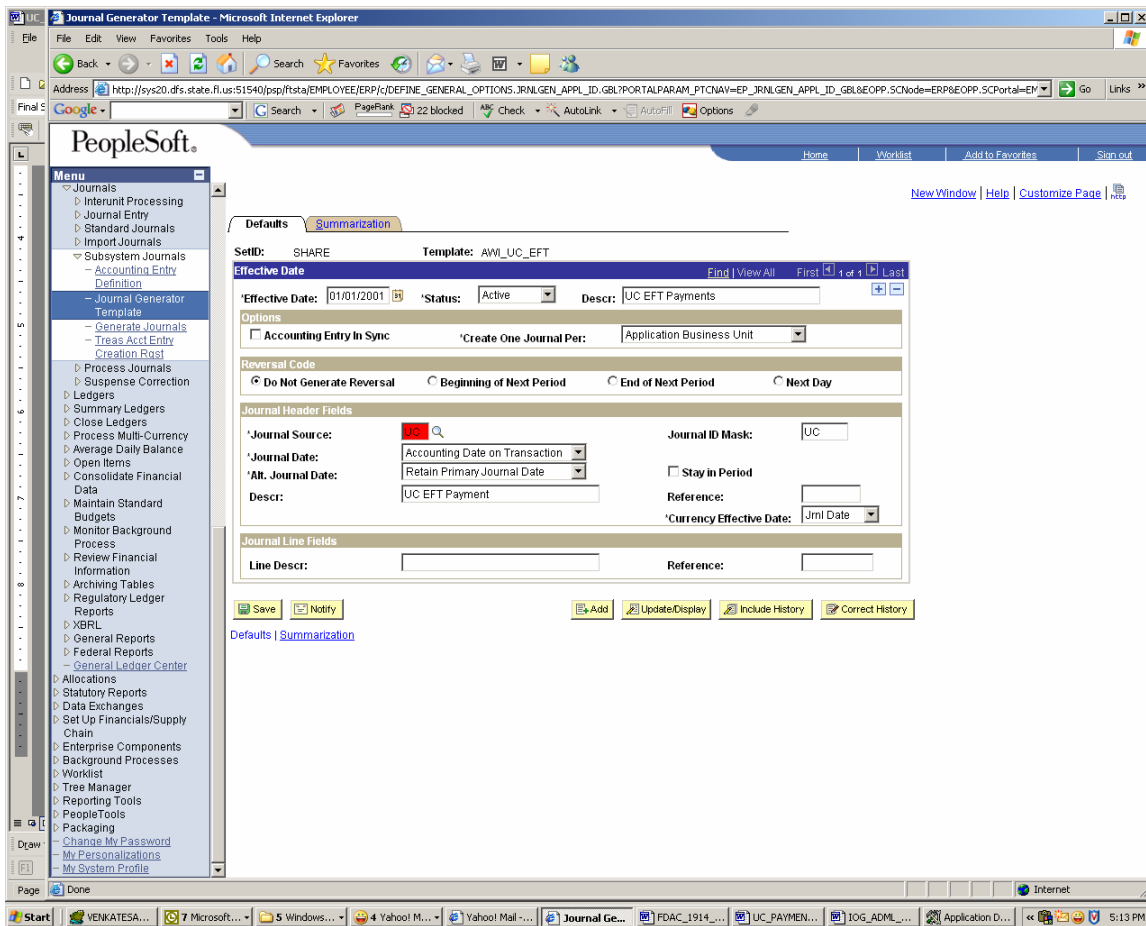 UC_
Journal Generator Template - Microsoft Internet Explorer
File
File Edit View Favorites Tools Help
Back Search Favorites
Address http://sys20.dfs.state.fl.us:51540/psp/ftsta/EMPLOYEE/ERP/c/DEFINE_GENERAL_OPTIONS.JRNLGEN_APPL_ID.GBL?PORTALPARAM_PTCNAV=EP_JRNLGEN_APPL_ID_GBL&EOPP.SCNode=ERP&EOPP.SCPortal=EM Go Links »
Final S
Google Search PageRank 22 blocked ABC Check AutoLink AutoFill Options
PeopleSoft.
Home Worklist Add to Favorites Sign out
New Window | Help | Customize Page | http
Menu
Journals
Interunit Processing
Journal Entry
Standard Journals
Import Journals
Subsystem Journals
Accounting Entry
Definition
Journal Generator
Template
Generate Journals
Treas Acct Entry
Creation Rqst
Process Journals
Suspense Correction
Ledgers
Summary Ledgers
Close Ledgers
Process Multi-Currency
Average Daily Balance
Open Items
Consolidate Financial
Data
Maintain Standard
Budgets
Monitor Background
Process
Review Financial
Information
Archiving Tables
Regulatory Ledger
Reports
XBRL
General Reports
Federal Reports
General Ledger Center
Allocations
Statutory Reports
Data Exchanges
Set Up Financials/Supply
Chain
Enterprise Components
Background Processes
Worklist
Tree Manager
Reporting Tools
PeopleTools
Packaging
Change My Password
My Personalizations
My System Profile
Defaults Summarization
SetID: SHARE Template: AWI_UC_EFT
Effective Date Find | View All First 1 of 1 Last
*Effective Date: 01/01/2001 *Status: Active Descr: UC EFT Payments
Options
Accounting Entry In Sync *Create One Journal Per: Application Business Unit
Reversal Code
Do Not Generate Reversal Beginning of Next Period End of Next Period Next Day
Journal Header Fields
*Journal Source: UC Journal ID Mask: UC
*Journal Date: Accounting Date on Transaction
*Alt. Journal Date: Retain Primary Journal Date Stay in Period
Descr: UC EFT Payment Reference:
*Currency Effective Date: Jrnl Date
Journal Line Fields
Line Descr: Reference:
Save Notify Add Update/Display Include History Correct History
Defaults | Summarization
Draw
Page
Done Internet
Start VENKATESA... 7 Microsoft... 5 Windows... 4 Yahoo! M... Yahoo! Mail -... Journal Ge... FDAC_1914_... UC_PAYMEN... IOG_ADML_... Application D... « 5:13 PM